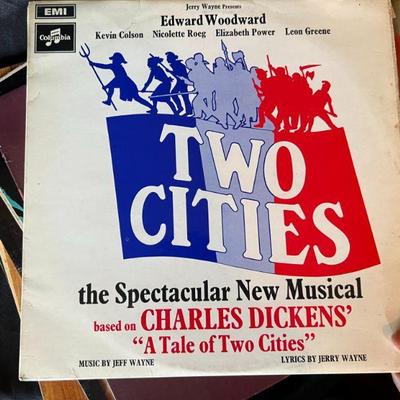 Jerry Wayne Presents
EMI
Edward Woodward
Columbia
Kevin Colson Nicolette Roeg Elizabeth Power Leon Greene
TWO
CITIES
the Spectacular New Musical
based on CHARLES DICKENS'
“A Tale of Two Cities”
MUSIC BY JEFF WAYNE LYRICS BY JERRY WAYNE